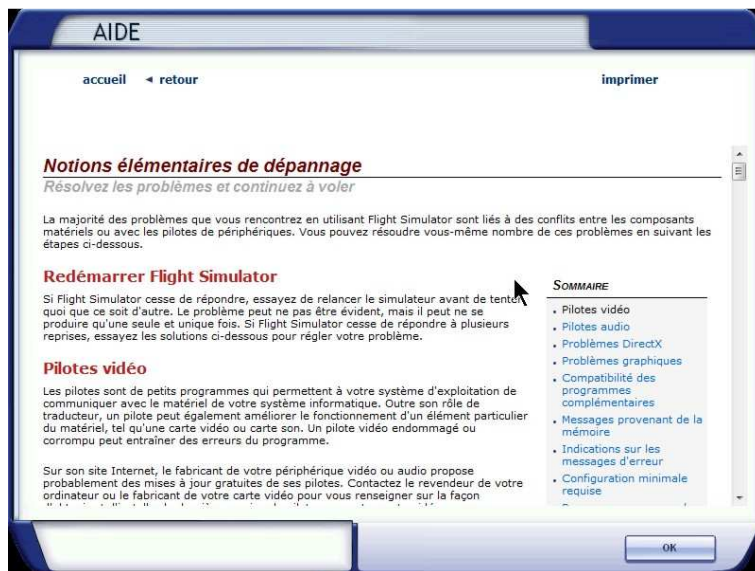 AIDE
accueil ◄ retour
imprimer
Notions élémentaires de dépannage
Résolvez les problèmes et continuez à voler
La majorité des problèmes que vous rencontrez en utilisant Flight Simulator sont liés à des conflits entre les composants
matériels ou avec les pilotes de périphériques. Vous pouvez résoudre vous-même nombre de ces problèmes en suivant les
étapes ci-dessous.
Redémarrer Flight Simulator
Si Flight Simulator cesse de répondre, essayez de relancer le simulateur avant de tenter
quoi que ce soit d'autre. Le problème peut ne pas être évident, mais il peut ne se
produire qu'une seule et unique fois. Si Flight Simulator cesse de répondre à plusieurs
reprises, essayez les solutions ci-dessous pour régler votre problème.
Pilotes vidéo
Les pilotes sont de petits programmes qui permettent à votre système d'exploitation de
communiquer avec le matériel de votre système informatique. Outre son rôle de
traducteur, un pilote peut également améliorer le fonctionnement d'un élément particulier
du matériel, tel qu'une carte vidéo ou carte son. Un pilote vidéo endommagé ou
corrompu peut entraîner des erreurs du programme.
Sur son site Internet, le fabricant de votre périphérique vidéo ou audio propose
probablement des mises à jour gratuites de ses pilotes. Contactez le revendeur de votre
ordinateur ou le fabricant de votre carte vidéo pour vous renseigner sur la façon
SOMMAIRE
• Pilotes vidéo
• Pilotes audio
• Problèmes DirectX
• Problèmes graphiques
• Compatibilité des
programmes
complémentaires
• Messages provenant de la
mémoire
• Indications sur les
messages d'erreur
• Configuration minimale
requise
OK